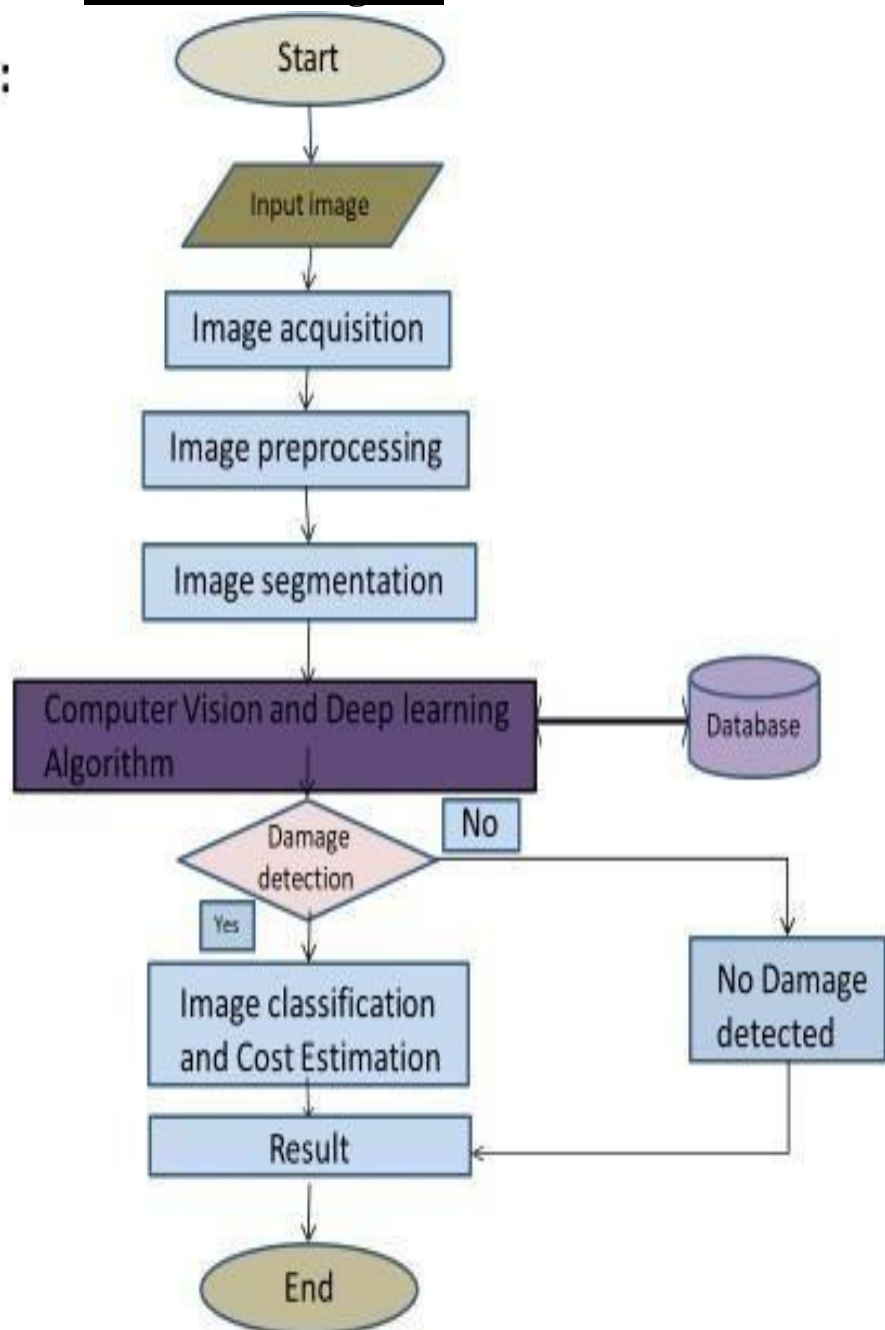 :
Start
Input image
Image acquisition
Image preprocessing
Image segmentation
Computer Vision and Deep learning
Algorithm
Database
Damage
detection
No
Yes
Image classification
and Cost Estimation
No Damage
detected
Result
End